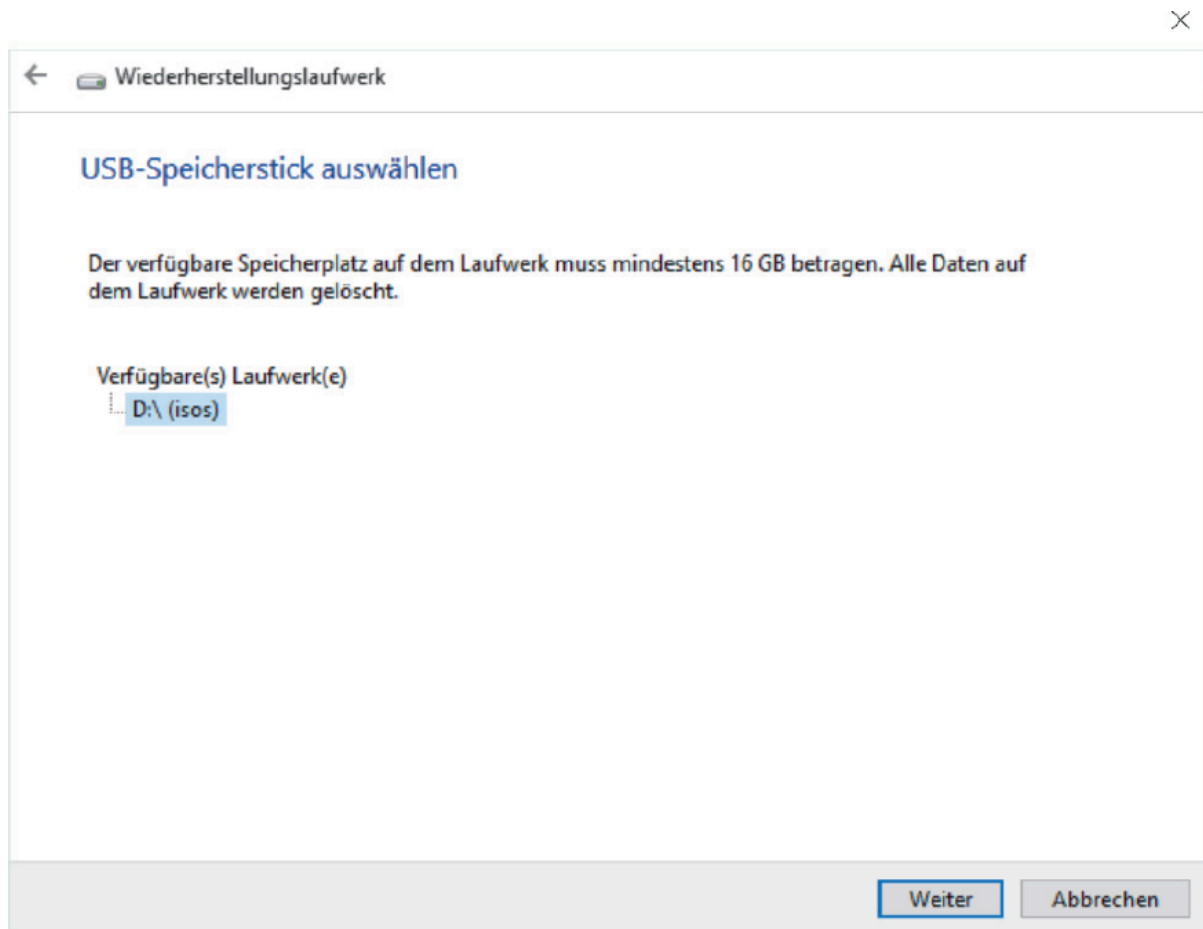 Wiederherstellungslaufwerk
USB-Speicherstick auswählen
Der verfügbare Speicherplatz auf dem Laufwerk muss mindestens 16 GB betragen. Alle Daten auf
dem Laufwerk werden gelöscht.
Verfügbare(s) Laufwerk(e)
D:\ (isos)
Weiter Abbrechen